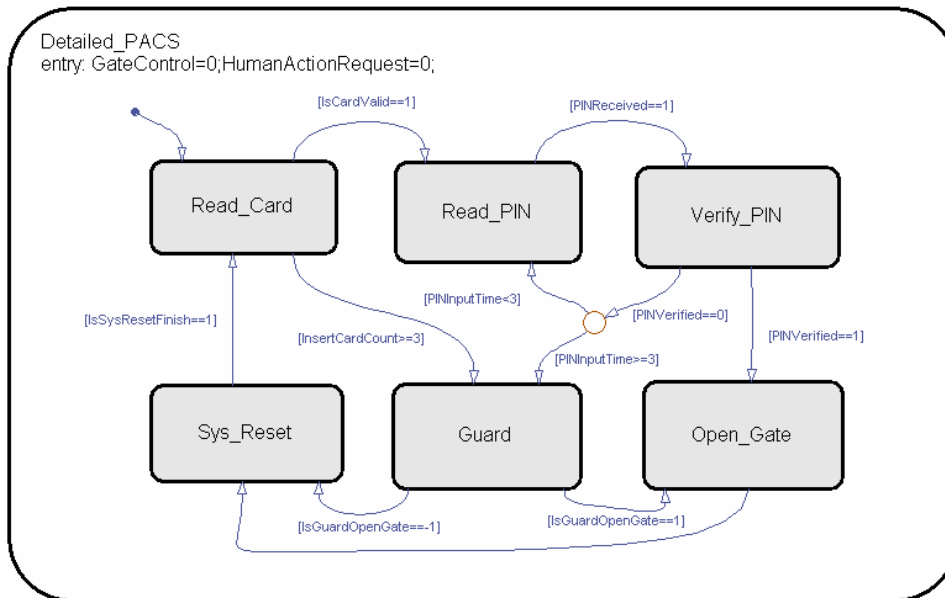 Detailed_PACS
entry: GateControl=0;HumanActionRequest=0;
[IsCardValid==1]
[PINReceived==1]
Read_Card
Read_PIN
Verify_PIN
[PINInputTime<3]
[IsSysResetFinish==1]
[PINVerified==0]
[InsertCardCount>=3]
[PINVerified==1]
[PINInputTime>=3]
Sys_Reset
Guard
Open_Gate
[IsGuardOpenGate==-1]
[IsGuardOpenGate==1]